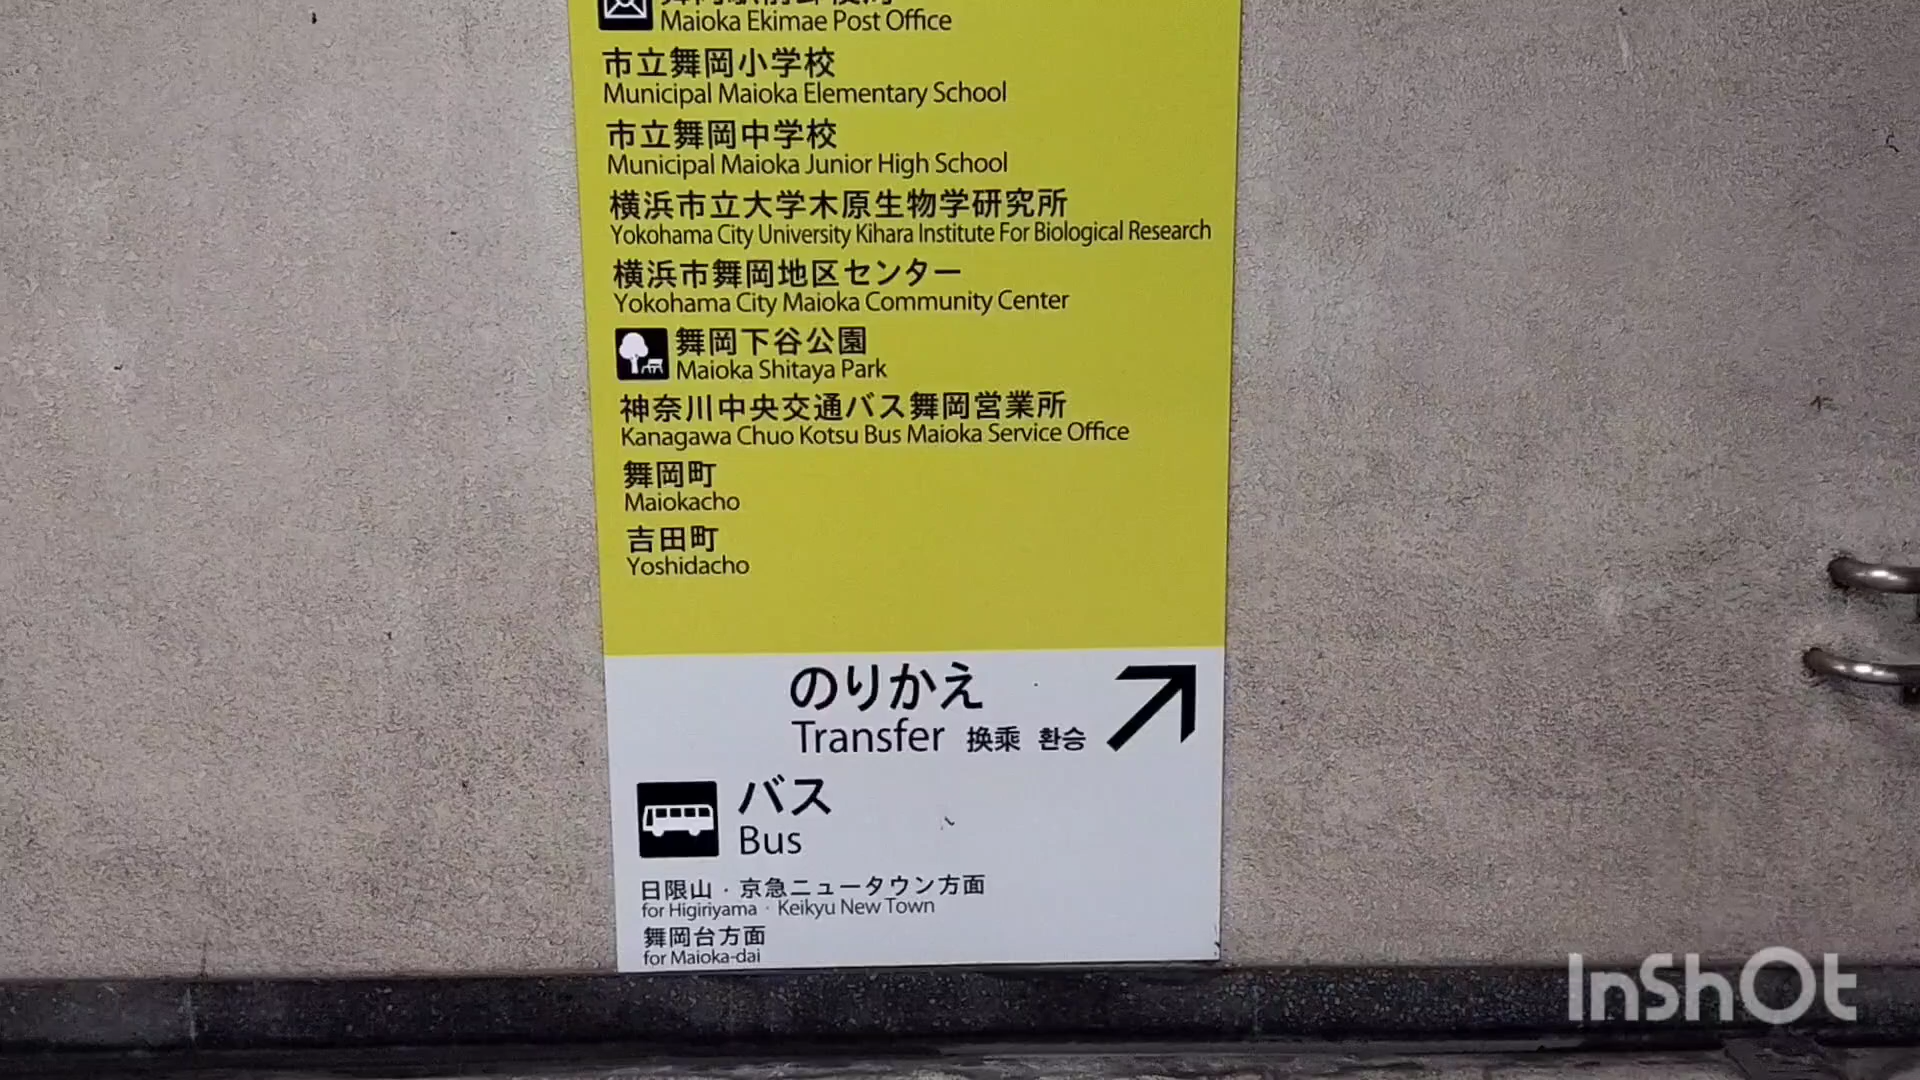 Maioka Ekimae Post Office
市立舞岡小学校
Municipal Maioka Elementary School
市立舞岡中学校
Municipal Maioka Junior High School
横浜市立大学木原生物学研究所
Yokohama City University Kihara Institute For Biological Research
横浜市舞岡地区センター
Yokohama City Maioka Community Center
舞岡下谷公園
Maioka Shitaya Park
神奈川中央交通バス舞岡営業所
Kanagawa Chuo Kotsu Bus Maioka Service Office
舞岡町
Maiokacho
吉田町
Yoshidacho
のりかえ
Transfer 换乘 환승
バス
Bus
日限山・京急ニュータウン方面
for Higiriyama・Keikyu New Town
舞岡台方面
for Maioka-dai
InShOt